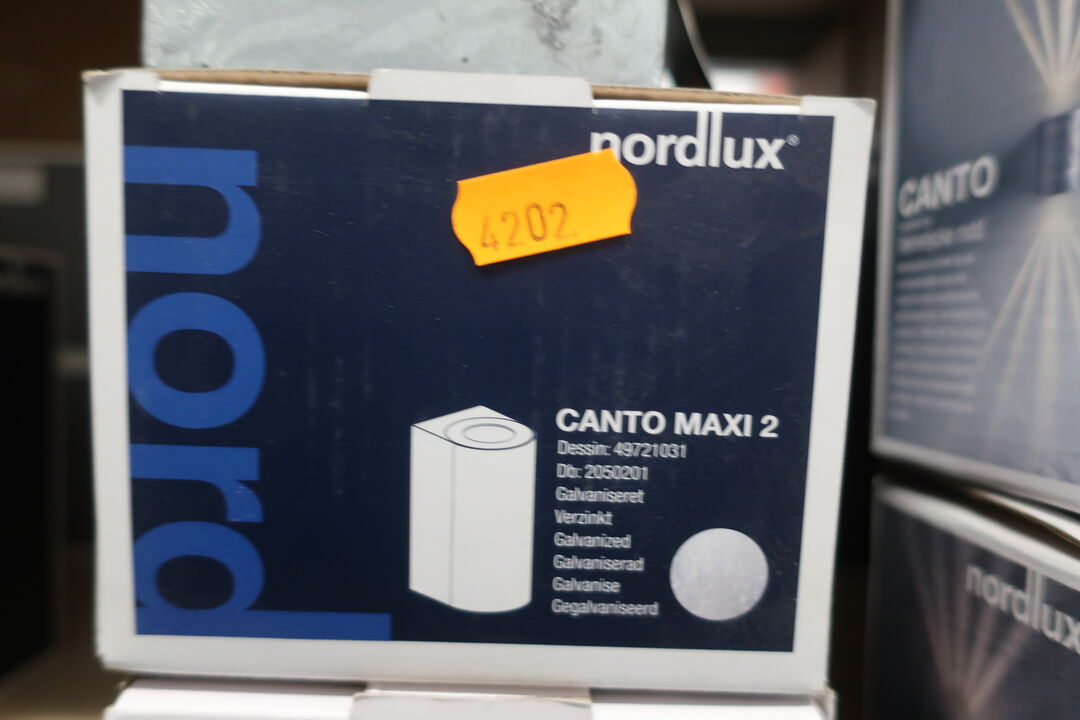 nordlux®
4202
nord
CANTO MAXI 2
Dessin: 49721031
Db: 2050201
Galvaniseret
Verzinkt
Galvanized
Galvaniserad
Galvanise
Gegalvaniseerd
CANTO
nordlux